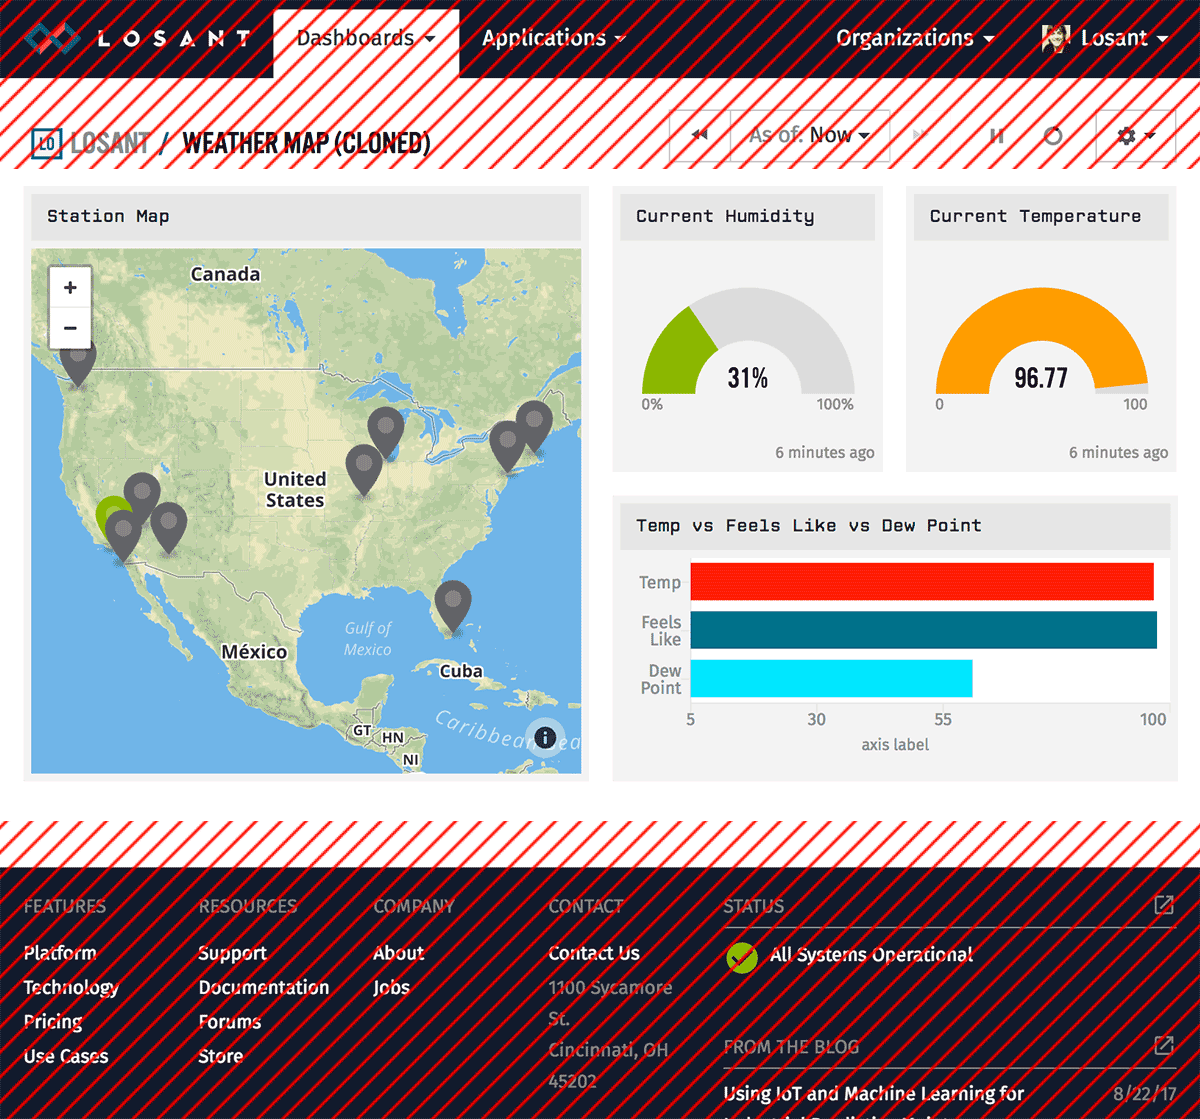 LOSANT Dashboards Applications Organizations Losant
LO LOSANT / WEATHER MAP (CLONED)
As of: Now
Station Map
+
−
Canada
United
States
México
Gulf of
Mexico
Cuba
GT
HN
NI
Caribbean Sea
i
Current Humidity
31%
0% 100%
6 minutes ago
Current Temperature
96.77
0 100
6 minutes ago
Temp vs Feels Like vs Dew Point
Temp
Feels
Like
Dew
Point
5 30 55 100
axis label
FEATURES
Platform
Technology
Pricing
Use Cases
RESOURCES
Support
Documentation
Forums
Store
COMPANY
About
Jobs
CONTACT
Contact Us
1100 Sycamore
St.
Cincinnati, OH
45202
STATUS
All Systems Operational
FROM THE BLOG
Using IoT and Machine Learning for 8/22/17